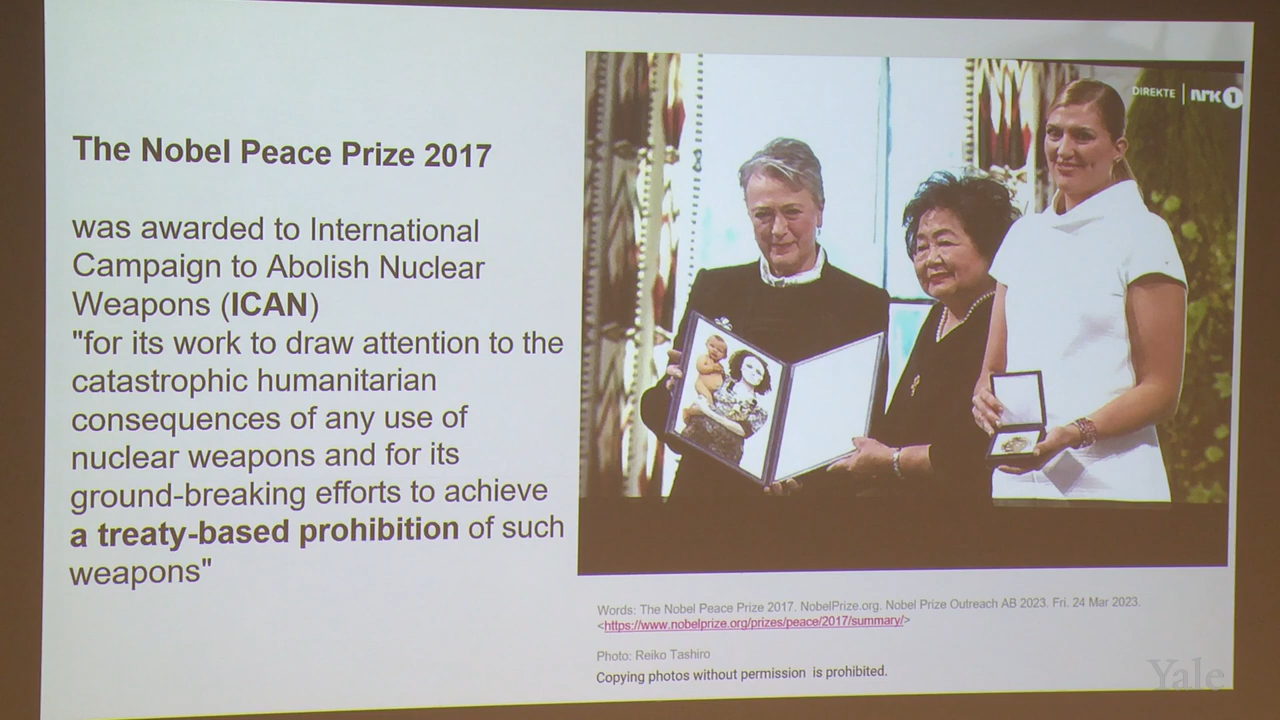 The Nobel Peace Prize 2017
was awarded to International
Campaign to Abolish Nuclear
Weapons (ICAN)
"for its work to draw attention to the
catastrophic humanitarian
consequences of any use of
nuclear weapons and for its
ground-breaking efforts to achieve
a treaty-based prohibition of such
weapons"
DIREKTE | NRK 1
Words: The Nobel Peace Prize 2017. NobelPrize.org. Nobel Prize Outreach AB 2023. Fri. 24 Mar 2023.
<https://www.nobelprize.org/prizes/peace/2017/summary/>
Photo: Reiko Tashiro
Copying photos without permission is prohibited.
Yale